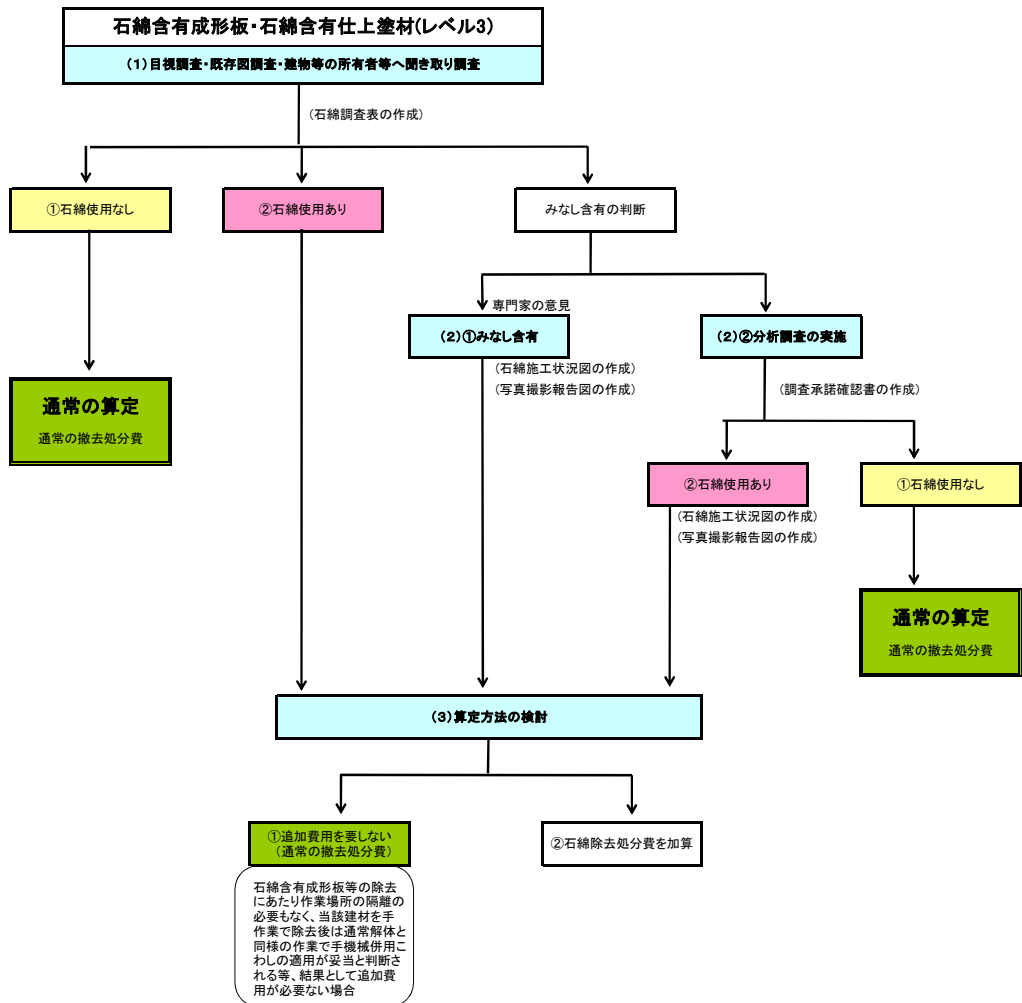 石綿含有成形板・石綿含有仕上塗材(レベル3)
(1)目視調査・既存図調査・建物等の所有者等へ聞き取り調査
(石綿調査表の作成)
①石綿使用なし
②石綿使用あり
みなし含有の判断
専門家の意見
(2)①みなし含有
(2)②分析調査の実施
(石綿施工状況図の作成)
(写真撮影報告図の作成)
(調査承諾確認書の作成)
通常の算定
通常の撤去処分費
②石綿使用あり
①石綿使用なし
(石綿施工状況図の作成)
(写真撮影報告図の作成)
通常の算定
通常の撤去処分費
(3)算定方法の検討
①追加費用を要しない
(通常の撤去処分費)
②石綿除去処分費を加算
石綿含有成形板等の除去
にあたり作業場所の隔離の
必要もなく、当該建材を手
作業で除去後は通常解体と
同様の作業で手機械併用こ
わしの適用が妥当と判断さ
れる等、結果として追加費
用が必要ない場合